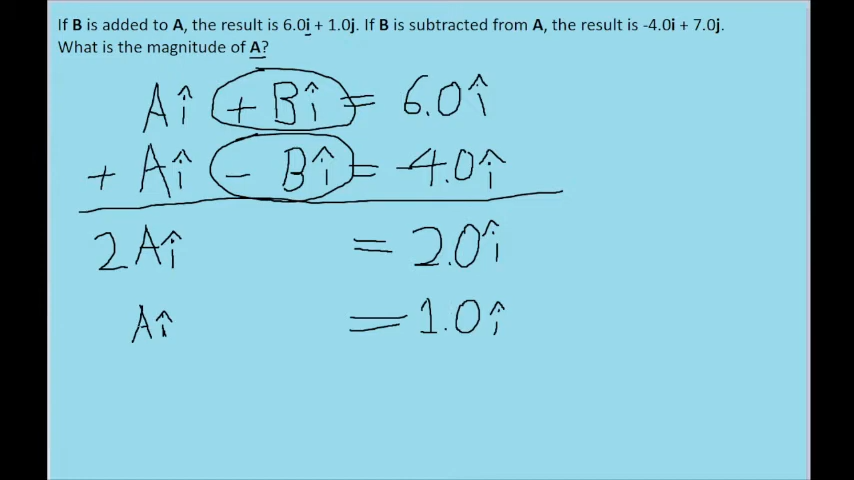 If B is added to A, the result is 6.0i + 1.0j. If B is subtracted from A, the result is -4.0i + 7.0j.
What is the magnitude of A?
Aî + Bî = 6.0î
+ Aî - Bî = -4.0î
2Aî = 2.0î
Aî = 1.0î